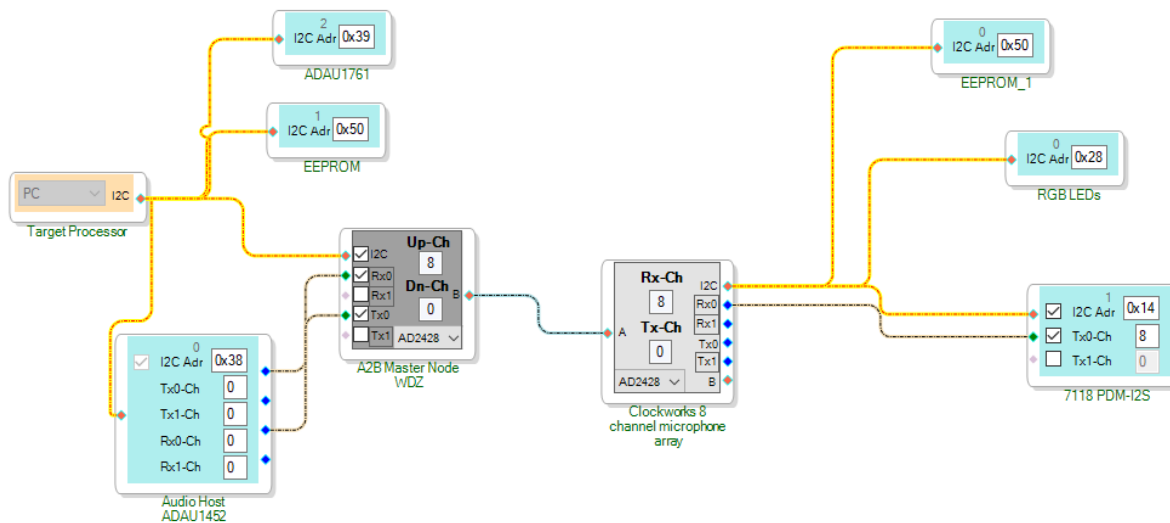 2
I2C Adr 0x39
ADAU1761
1
I2C Adr 0x50
EEPROM
PC
I2C
Target Processor
0
I2C Adr 0x38
Tx0-Ch 0
Tx1-Ch 0
Rx0-Ch 0
Rx1-Ch 0
Audio Host
ADAU1452
I2C
Rx0
Rx1
Tx0
Tx1
Up-Ch
8
Dn-Ch
0
B
AD2428
A2B Master Node
WDZ
A
Rx-Ch
8
Tx-Ch
0
AD2428
I2C
Rx0
Rx1
Tx0
Tx1
B
Clockworks 8
channel microphone
array
0
I2C Adr 0x50
EEPROM_1
0
I2C Adr 0x28
RGB LEDs
1
I2C Adr 0x14
Tx0-Ch 8
Tx1-Ch 0
7118 PDM-I2S